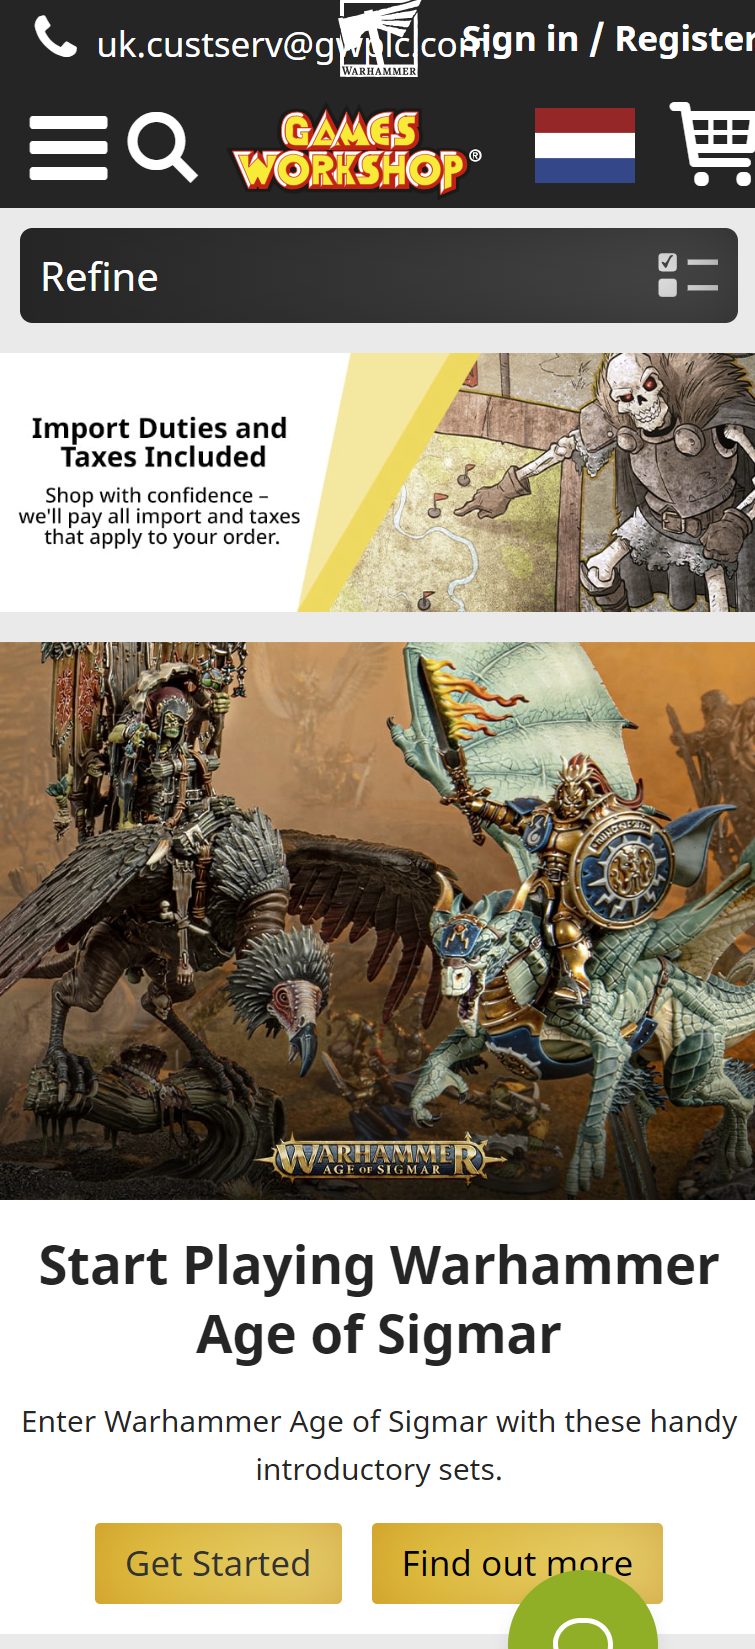 uk.custserv@gwplc.com
WARHAMMER
Sign in / Register
GAMES
WORKSHOP®
Refine
Import Duties and
Taxes Included
Shop with confidence –
we'll pay all import and taxes
that apply to your order.
WARHAMMER
AGE OF SIGMAR
Start Playing Warhammer
Age of Sigmar
Enter Warhammer Age of Sigmar with these handy
introductory sets.
Get Started
Find out more